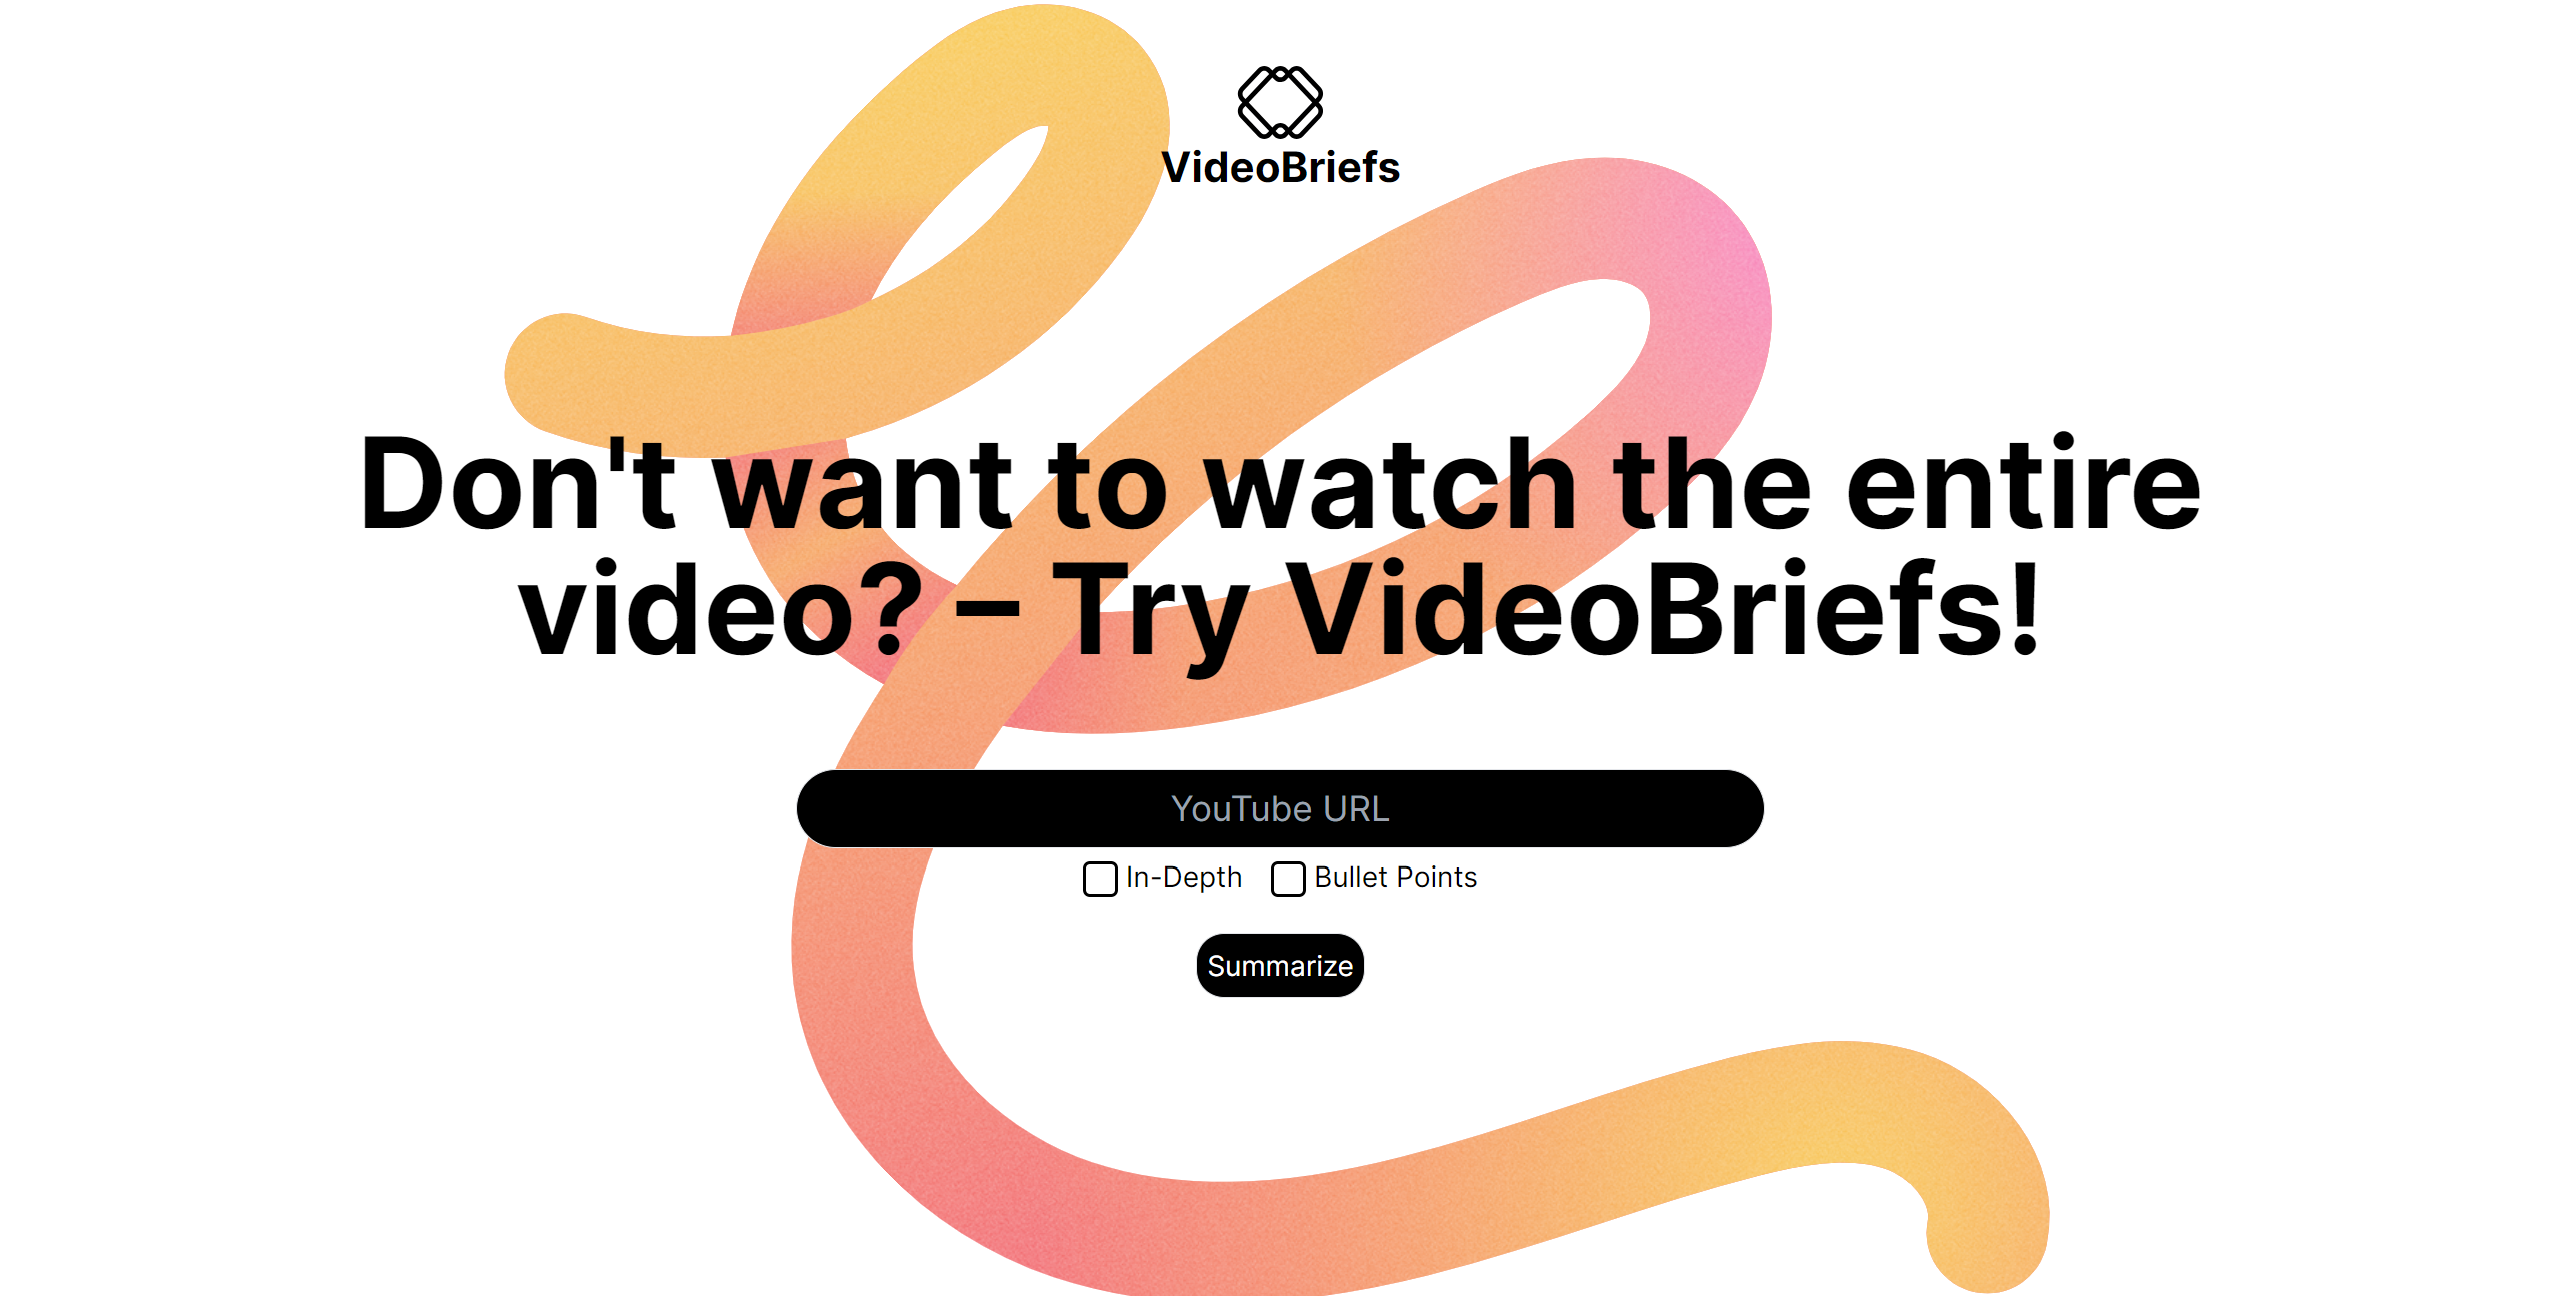 VideoBriefs
Don't want to watch the entire
video? – Try VideoBriefs!
YouTube URL
In-Depth Bullet Points
Summarize